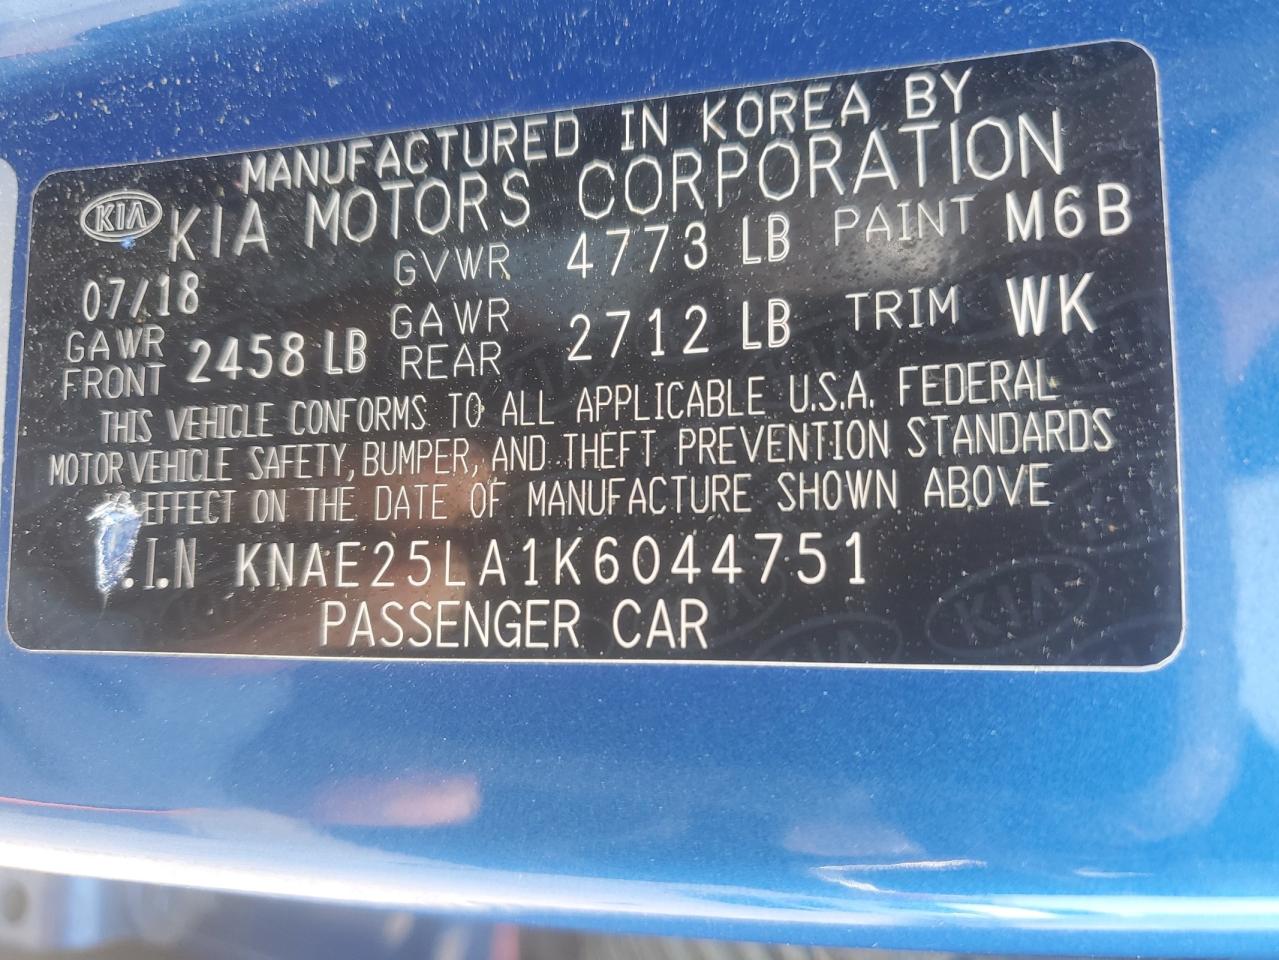 MANUFACTURED IN KOREA BY
KIA KIA MOTORS CORPORATION
07/18 GVWR 4773 LB PAINT M6B
GAWR FRONT 2458 LB GAWR REAR 2712 LB TRIM WK
THIS VEHICLE CONFORMS TO ALL APPLICABLE U.S.A. FEDERAL
MOTOR VEHICLE SAFETY, BUMPER, AND THEFT PREVENTION STANDARDS
EFFECT ON THE DATE OF MANUFACTURE SHOWN ABOVE
.I.N KNAE25LA1K6044751
PASSENGER CAR